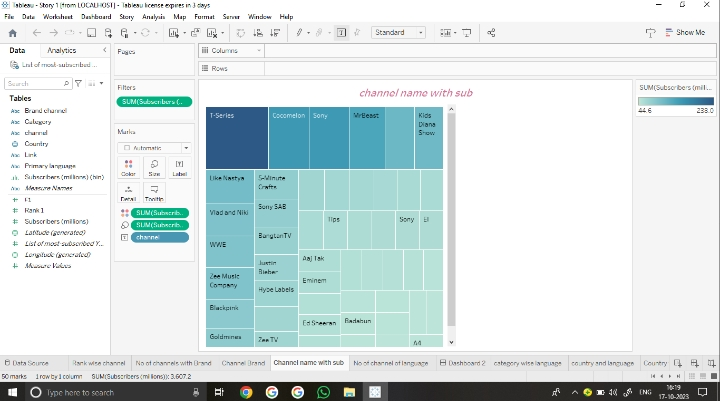 Tableau - Story 1 [from LOCALHOST] - Tableau license expires in 3 days
File Data Worksheet Dashboard Story Analysis Map Format Server Window Help
Standard
Show Me
Data Analytics
List of most-subscribed ...
Search
Tables
Abc Brand channel
Abc Category
Abc channel
Country
Abc Link
Abc Primary language
Subscribers (millions) (bin)
Abc Measure Names
# F1
# Rank 1
# Subscribers (millions)
Latitude (generated)
# List of most-subscribed Y...
Longitude (generated)
# Measure Values
Pages
Filters
SUM(Subscribers (..
Marks
Automatic
Color Size Label
Detail Tooltip
SUM(Subscrib..
SUM(Subscrib..
channel
Columns
Rows
channel name with sub
T-Series
Cocomelon
Sony
MrBeast
Kids
Diana
Show
Like Nastya
Vlad and Niki
WWE
Zee Music
Company
Blackpink
Goldmines
5-Minute
Crafts
Sony SAB
BangtanTV
Justin
Bieber
Hybe Labels
Zee TV
Tips
Sony
El
Aaj Tak
Eminem
Ed Sheeran
Badabun
A4
SUM(Subscribers (mill...
44.6 238.0
Data Source Rank wise channel No of channels with Brand Channel Brand Channel name with sub No of channel of language Dashboard 2 category wise language country and language Country
50 marks 1 row by 1 column SUM(Subscribers (millions)): 3,607.2
Type here to search
ENG
16:19
17-10-2023